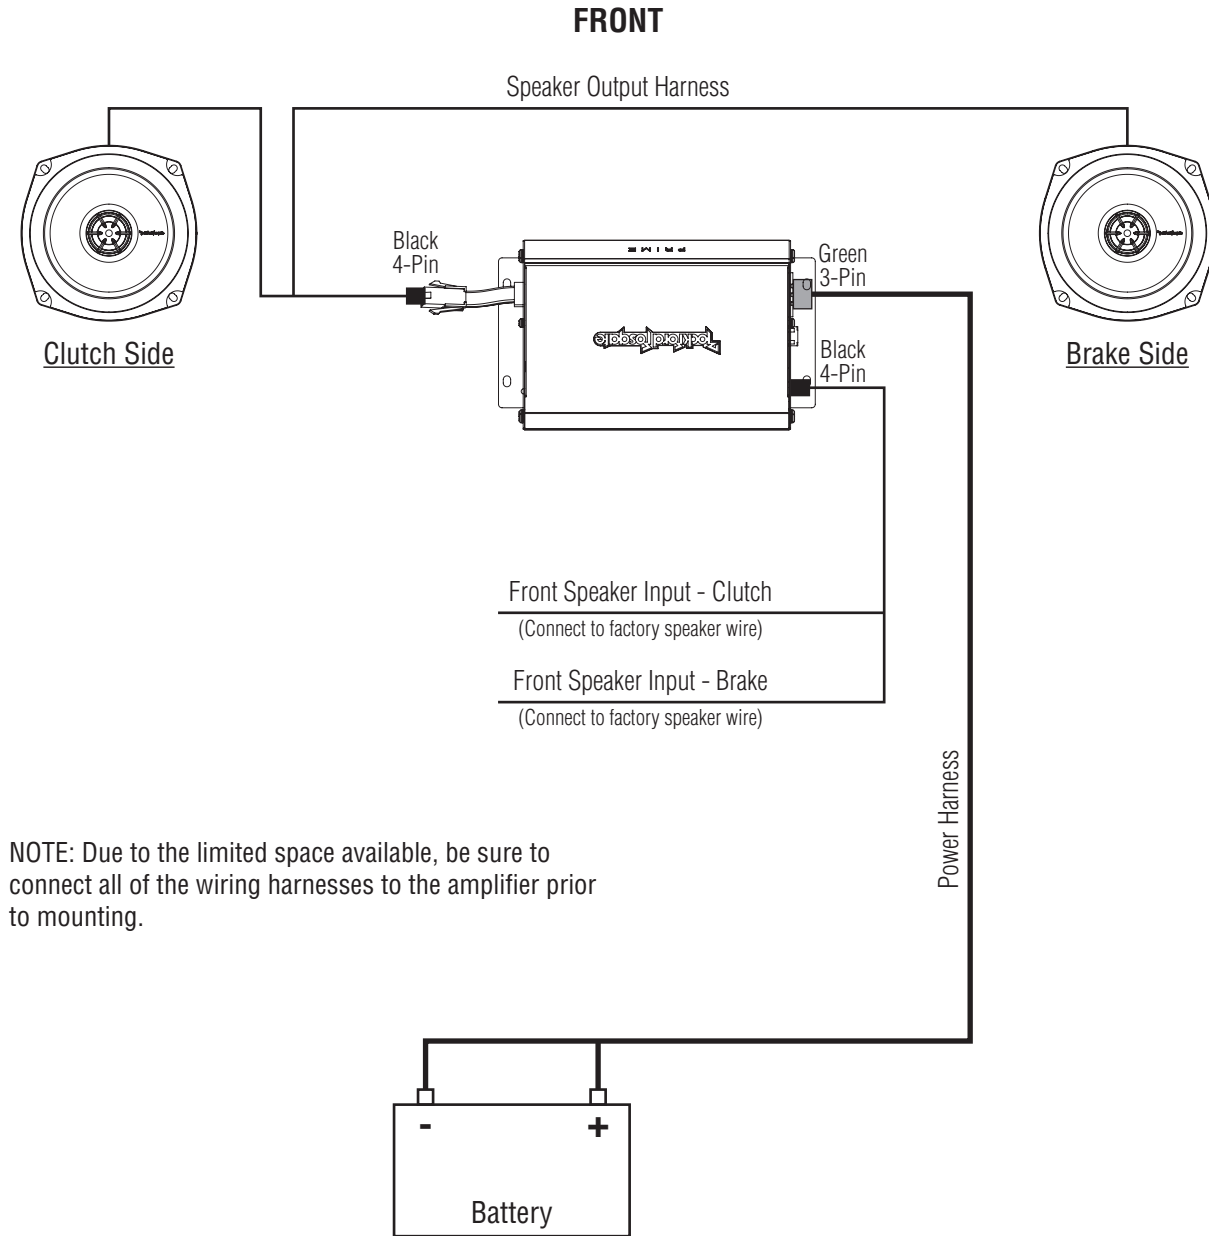 FRONT
Speaker Output Harness
Black
4-Pin
PRIME
Green
3-Pin
Rockford Fosgate
Black
4-Pin
Clutch Side
Brake Side
Front Speaker Input - Clutch
(Connect to factory speaker wire)
Front Speaker Input - Brake
(Connect to factory speaker wire)
Power Harness
NOTE: Due to the limited space available, be sure to
connect all of the wiring harnesses to the amplifier prior
to mounting.
- +
Battery